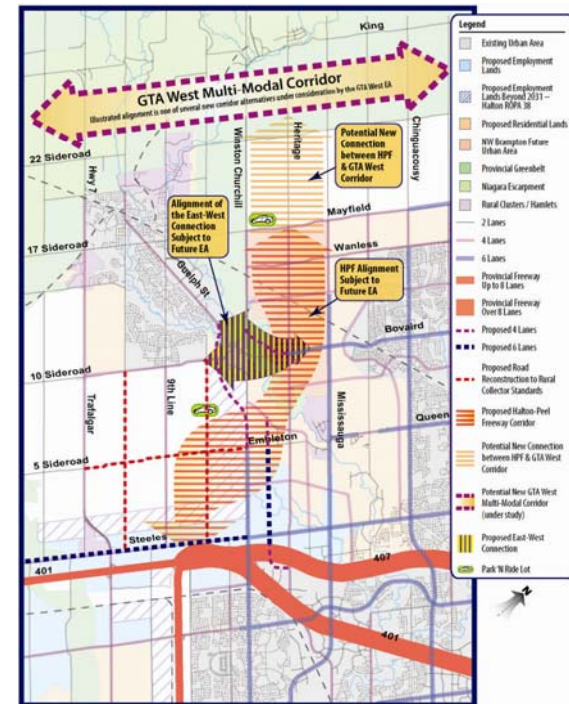 King
GTA West Multi-Modal Corridor
Illustrated alignment is one of several new corridor alternatives under consideration by the GTA West EA
22 Sideroad
Hwy 7
Winston Churchill
Heritage
Chinguacousy
Potential New
Connection
between HPF
& GTA West
Corridor
Alignment of
the East-West
Connection
Subject to
Future EA
Mayfield
17 Sideroad
Wanless
Guelph St
HPF Alignment
Subject to
Future EA
Bovaird
10 Sideroad
Trafalgar
9th Line
Mississauga
Queen
Embleton
5 Sideroad
Steeles
401
407
401
Legend
Existing Urban Area
Proposed Employment
Lands
Proposed Employment
Lands Beyond 2031 --
Halton ROPA 38
Proposed Residential Lands
NW Brampton Future
Urban Area
Provincial Greenbelt
Niagara Escarpment
Rural Clusters / Hamlets
2 Lanes
4 Lanes
6 Lanes
Provincial Freeway
Up to 8 Lanes
Provincial Freeway
Over 8 Lanes
Proposed 4 Lanes
Proposed 6 Lanes
Proposed Road
Reconstruction to Rural
Collector Standards
Proposed Halton-Peel
Freeway Corridor
Potential New Connection
between HPF & GTA West
Corridor
Potential New GTA West
Multi-Modal Corridor
(under study)
Proposed East-West
Connection
Park 'N Ride Lot
N